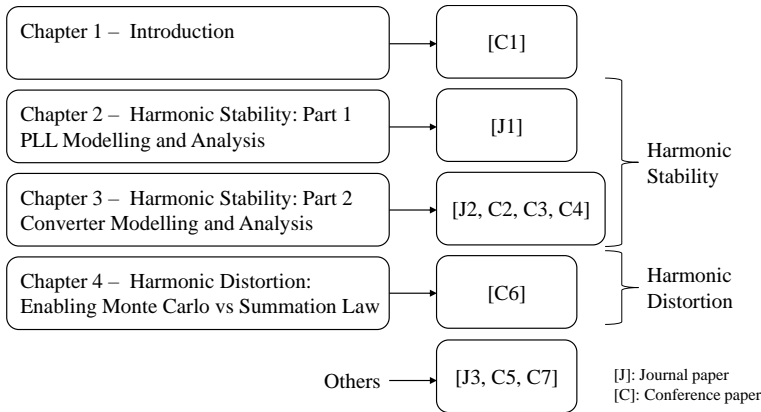 Chapter 1 – Introduction
[C1]
Chapter 2 – Harmonic Stability: Part 1
PLL Modelling and Analysis
[J1]
Chapter 3 – Harmonic Stability: Part 2
Converter Modelling and Analysis
[J2, C2, C3, C4]
Harmonic
Stability
Chapter 4 – Harmonic Distortion:
Enabling Monte Carlo vs Summation Law
[C6]
Harmonic
Distortion
Others
[J3, C5, C7]
[J]: Journal paper
[C]: Conference paper